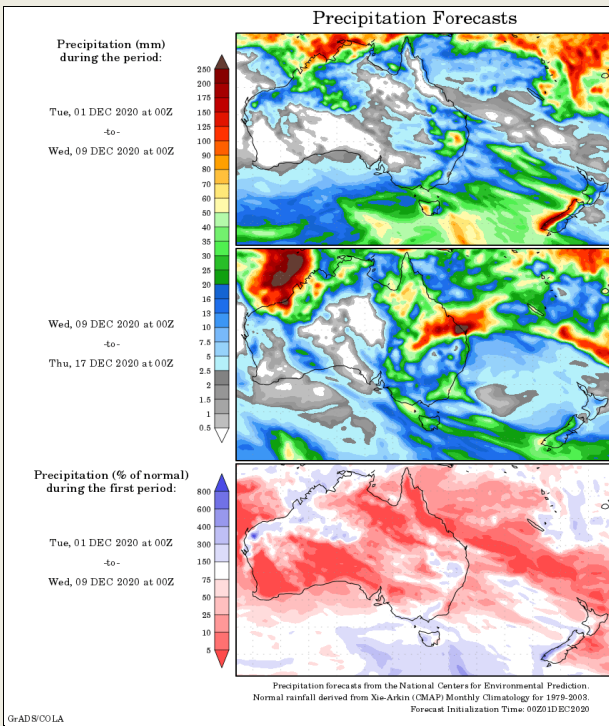 Precipitation Forecasts
Precipitation (mm)
during the period:
Tue, 01 DEC 2020 at 00Z
-to-
Wed, 09 DEC 2020 at 00Z
250
200
175
150
125
100
90
80
70
60
50
40
35
30
25
20
16
13
10
7.5
5
2.5
2
1.5
1
0.5
Wed, 09 DEC 2020 at 00Z
-to-
Thu, 17 DEC 2020 at 00Z
Precipitation (% of normal)
during the first period:
Tue, 01 DEC 2020 at 00Z
-to-
Wed, 09 DEC 2020 at 00Z
800
600
400
300
150
75
50
25
10
5
Precipitation forecasts from the National Centers for Environmental Prediction.
Normal rainfall derived from Xie-Arkin (CMAP) Monthly Climatology for 1979-2003.
Forecast Initialization Time: 00Z01DEC2020
GrADS/COLA